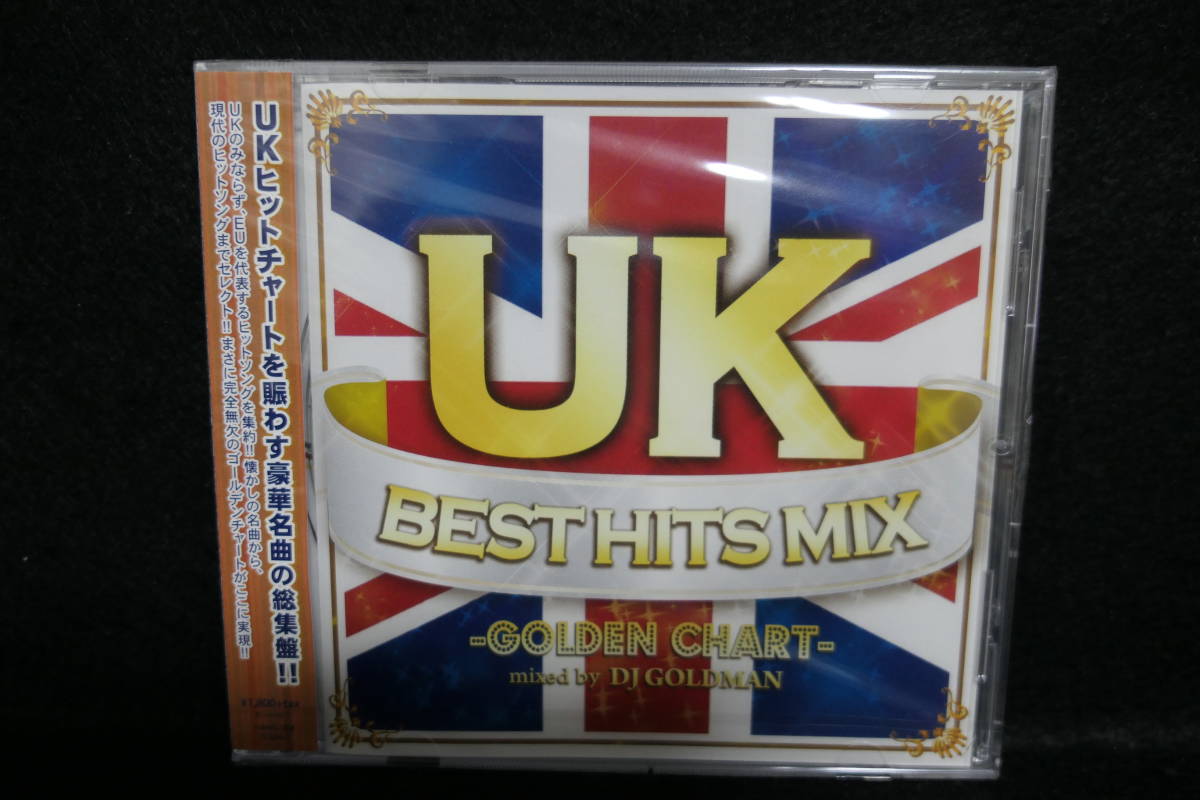 UKヒットチャートを賑わす豪華名曲の総集盤!!
UKのみならず、EUを代表するヒットソングを集約!! 懐かしの名曲から、
現代のヒットソングまでセレクト!! まさに完全無欠のゴールデンチャートがここに実現!!
¥1,800+tax
UK
BEST HITS MIX
-GOLDEN CHART-
mixed by DJ GOLDMAN